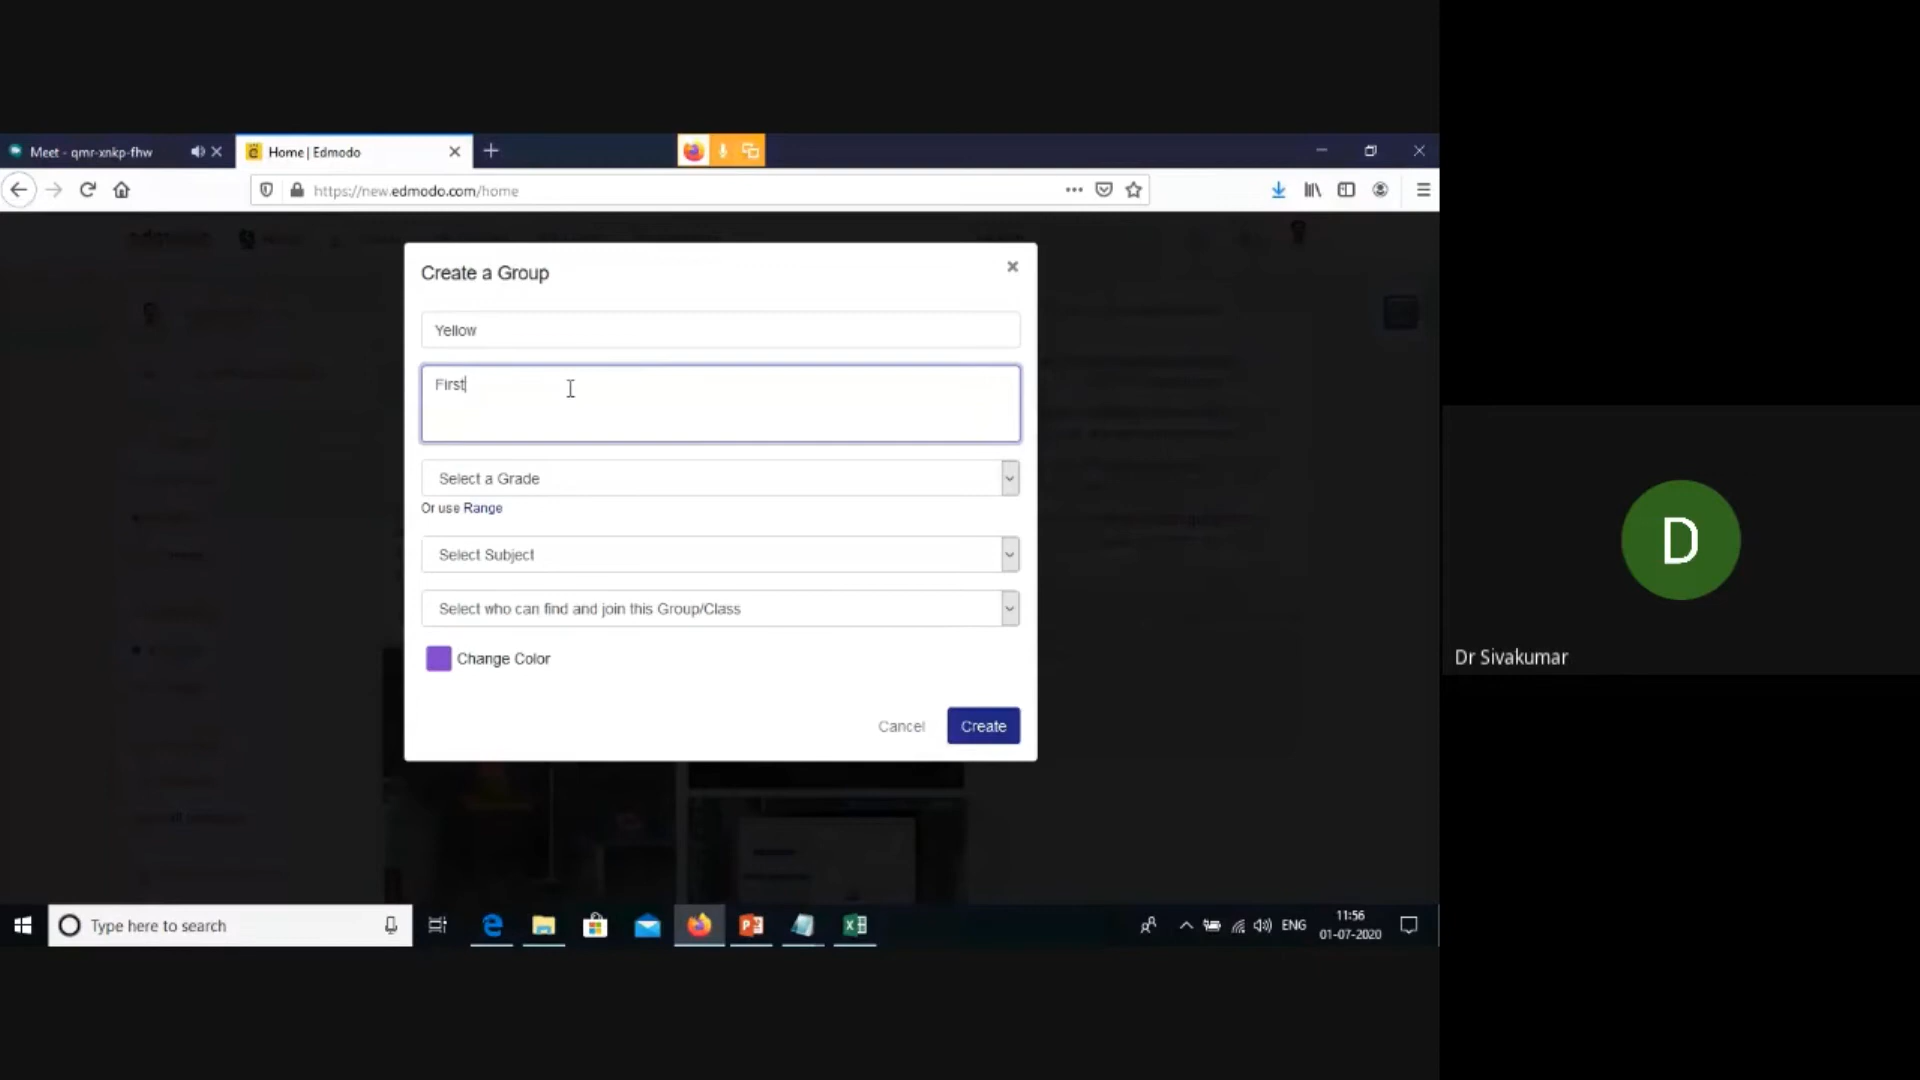 Meet - qmr-xnkp-fhw
Home | Edmodo
https://new.edmodo.com/home
Create a Group
Yellow
First
Select a Grade
Or use Range
Select Subject
Select who can find and join this Group/Class
Change Color
Cancel
Create
D
Dr Sivakumar
Type here to search
ENG
11:56
01-07-2020